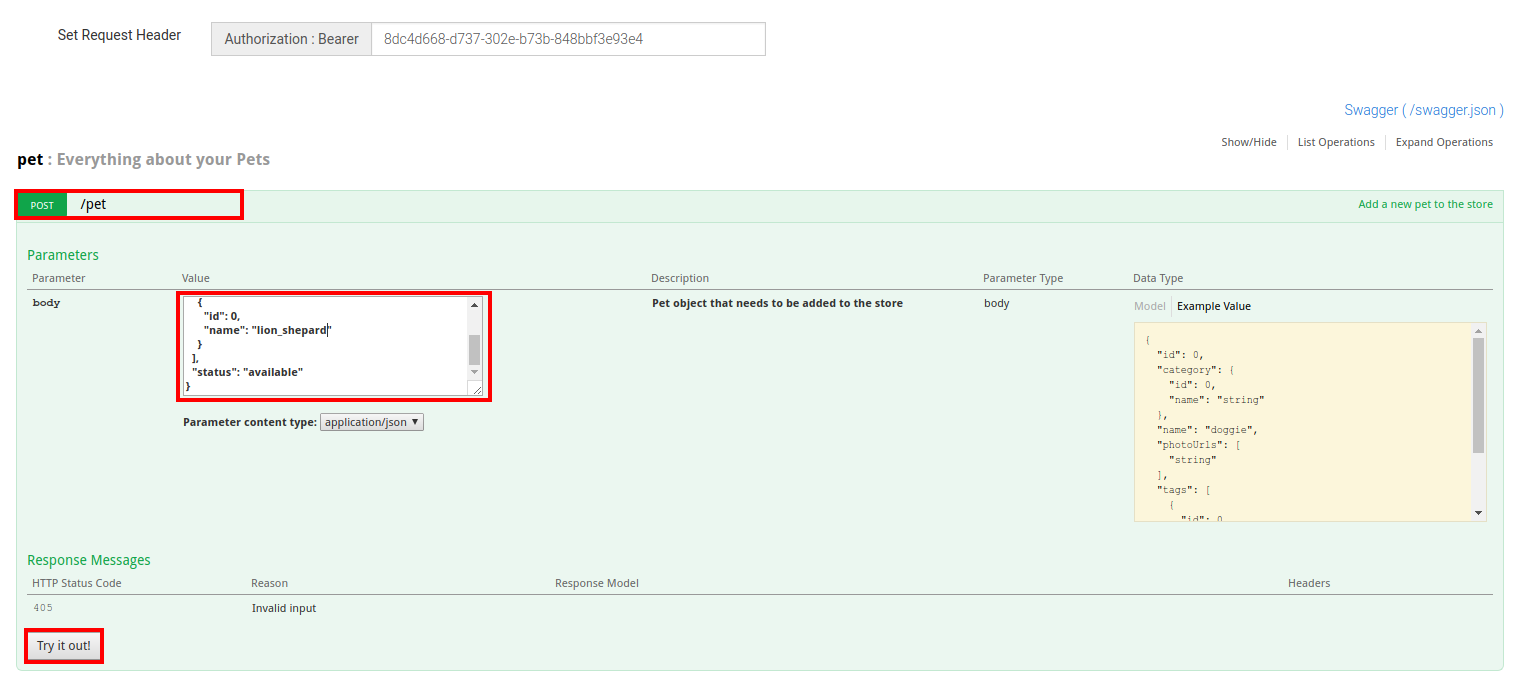 Set Request Header Authorization : Bearer 8dc4d668-d737-302e-b73b-848bbf3e93e4
Swagger ( /swagger.json )
Show/Hide List Operations Expand Operations
pet : Everything about your Pets
POST /pet Add a new pet to the store
Parameters
Parameter Value Description Parameter Type Data Type
body
{
"id": 0,
"name": "lion_shepard"
}
],
"status": "available"
}
Parameter content type: application/json
Pet object that needs to be added to the store
body
Model Example Value
{
"id": 0,
"category": {
"id": 0,
"name": "string"
},
"name": "doggie",
"photoUrls": [
"string"
],
"tags": [
{
"id": 0
Response Messages
HTTP Status Code Reason Response Model Headers
405 Invalid input
Try it out!